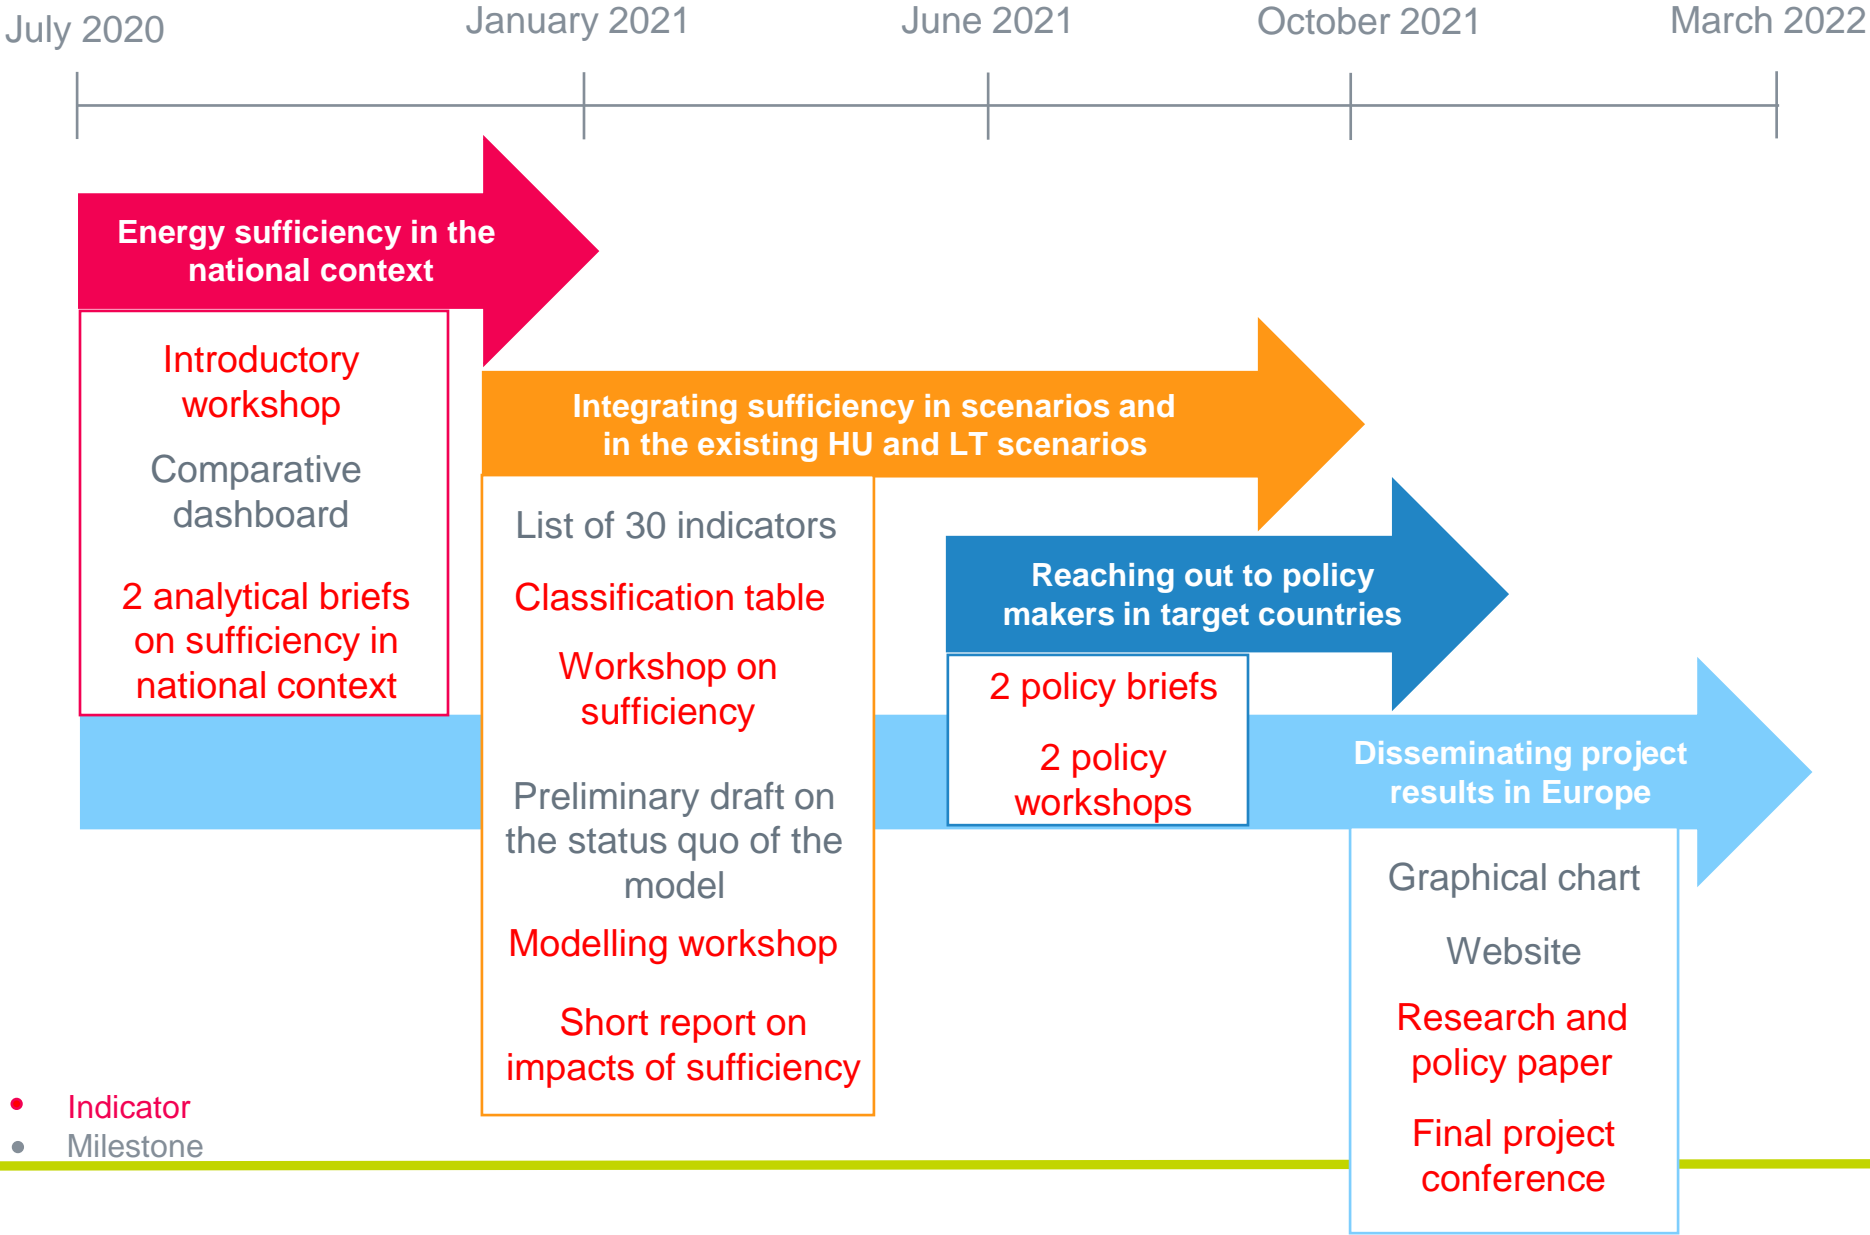 July 2020
January 2021
June 2021
October 2021
March 2022
Energy sufficiency in the
national context
Introductory
workshop
Comparative
dashboard
2 analytical briefs
on sufficiency in
national context
Integrating sufficiency in scenarios and
in the existing HU and LT scenarios
List of 30 indicators
Classification table
Workshop on
sufficiency
Preliminary draft on
the status quo of the
model
Modelling workshop
Short report on
impacts of sufficiency
Reaching out to policy
makers in target countries
2 policy briefs
2 policy
workshops
Disseminating project
results in Europe
Graphical chart
Website
Research and
policy paper
Final project
conference
• Indicator
• Milestone